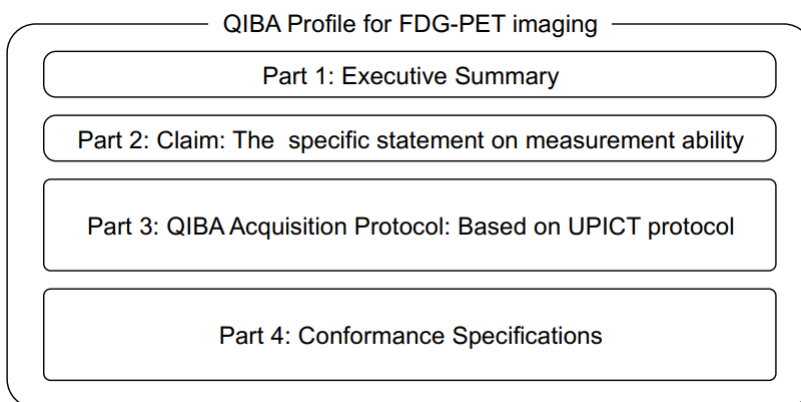 QIBA Profile for FDG-PET imaging
Part 1: Executive Summary
Part 2: Claim: The specific statement on measurement ability
Part 3: QIBA Acquisition Protocol: Based on UPICT protocol
Part 4: Conformance Specifications